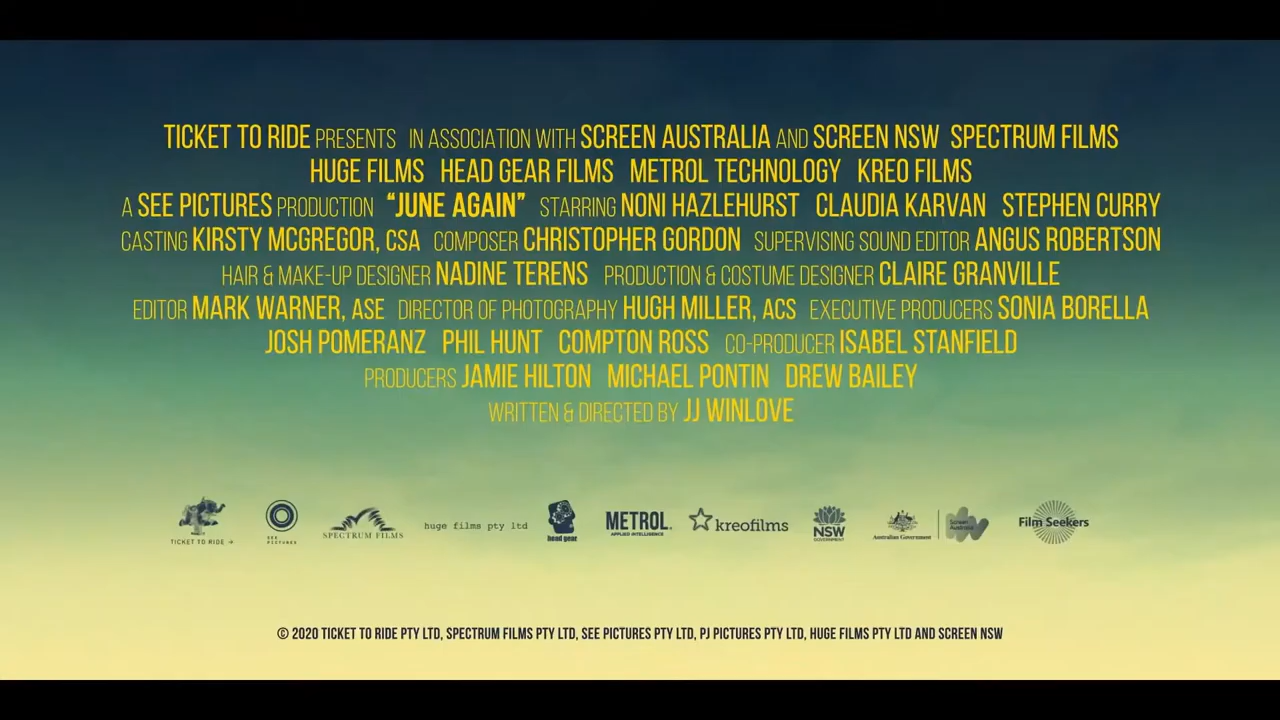 TICKET TO RIDE PRESENTS IN ASSOCIATION WITH SCREEN AUSTRALIA AND SCREEN NSW SPECTRUM FILMS
HUGE FILMS HEAD GEAR FILMS METROL TECHNOLOGY KREO FILMS
A SEE PICTURES PRODUCTION “JUNE AGAIN” STARRING NONI HAZLEHURST CLAUDIA KARVAN STEPHEN CURRY
CASTING KIRSTY MCGREGOR, CSA COMPOSER CHRISTOPHER GORDON SUPERVISING SOUND EDITOR ANGUS ROBERTSON
HAIR & MAKE-UP DESIGNER NADINE TERENS PRODUCTION & COSTUME DESIGNER CLAIRE GRANVILLE
EDITOR MARK WARNER, ASE DIRECTOR OF PHOTOGRAPHY HUGH MILLER, ACS EXECUTIVE PRODUCERS SONIA BORELLA
JOSH POMERANZ PHIL HUNT COMPTON ROSS CO-PRODUCER ISABEL STANFIELD
PRODUCERS JAMIE HILTON MICHAEL PONTIN DREW BAILEY
WRITTEN & DIRECTED BY JJ WINLOVE
TICKET TO RIDE →
SEE
PICTURES
SPECTRUM FILMS
huge films pty ltd
head gear
METROL.
APPLIED INTELLIGENCE
kreofilms
NSW
GOVERNMENT
Australian Government
Screen
Australia
Film Seekers
© 2020 TICKET TO RIDE PTY LTD, SPECTRUM FILMS PTY LTD, SEE PICTURES PTY LTD, PJ PICTURES PTY LTD, HUGE FILMS PTY LTD AND SCREEN NSW